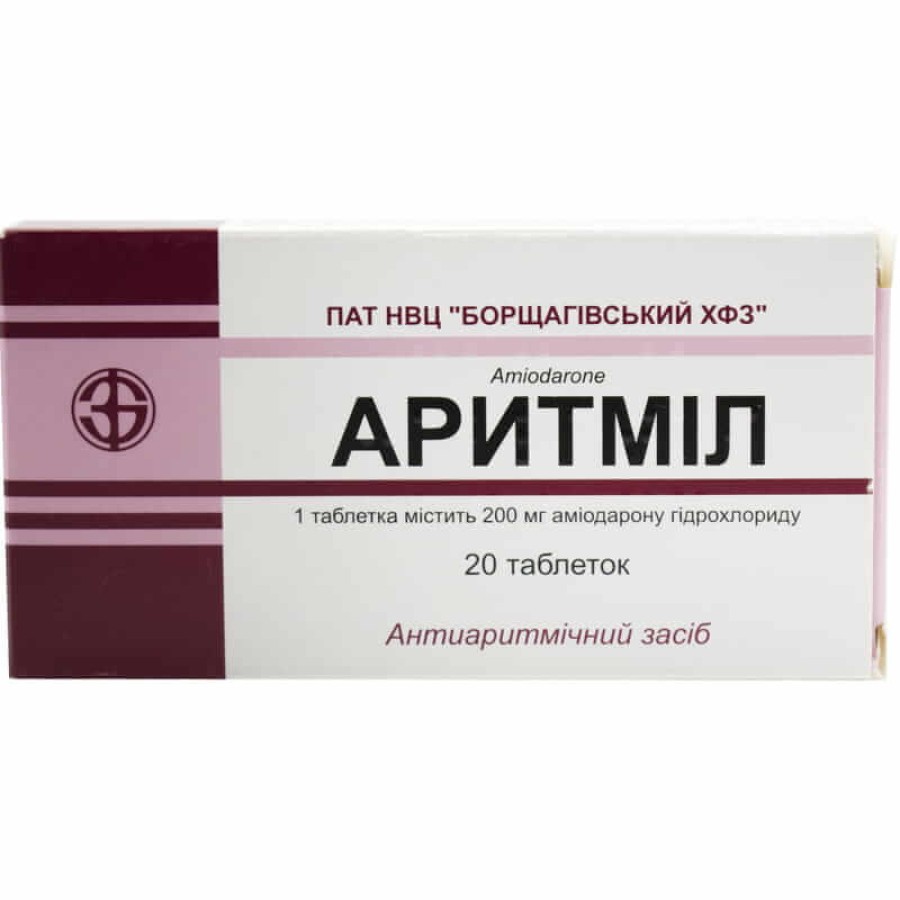 ПАТ НВЦ "БОРЩАГІВСЬКИЙ ХФЗ"
Amiodarone
АРИТМІЛ
1 таблетка містить 200 мг аміодарону гідрохлориду
20 таблеток
Антиаритмічний засіб